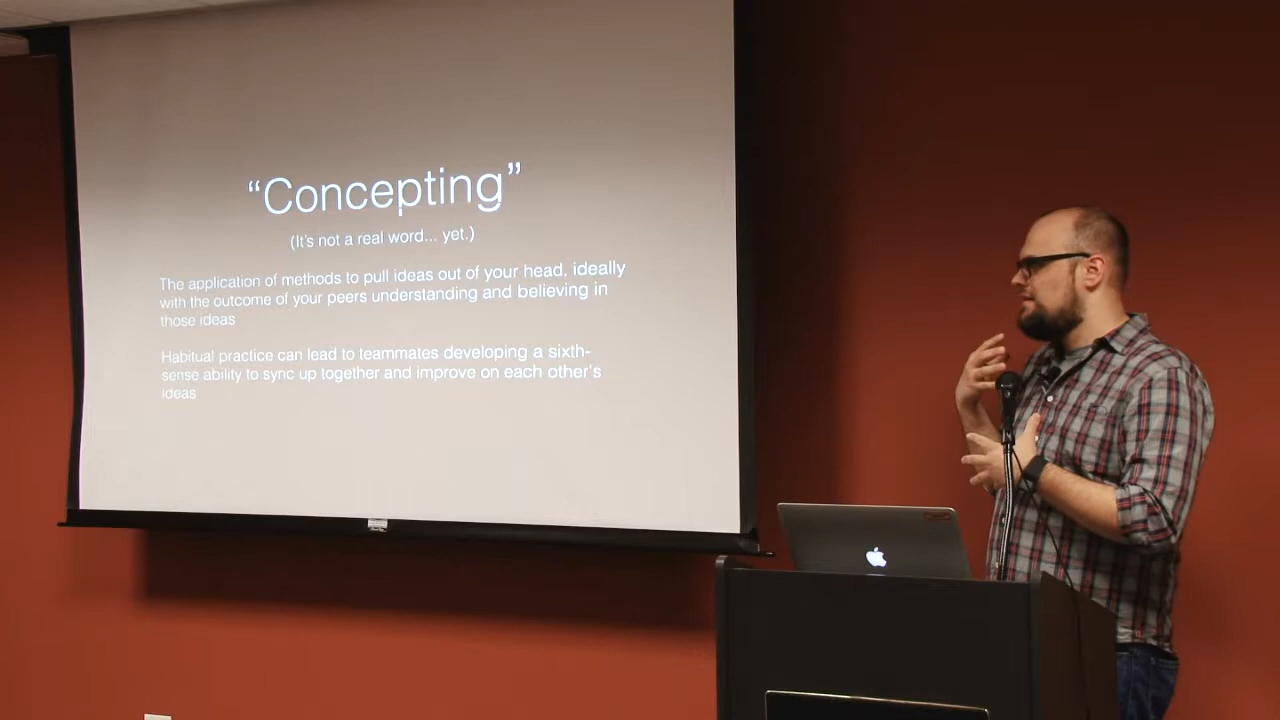 “Concepting”
(It's not a real word... yet.)
The application of methods to pull ideas out of your head, ideally
with the outcome of your peers understanding and believing in
those ideas
Habitual practice can lead to teammates developing a sixth-
sense ability to sync up together and improve on each other's
ideas